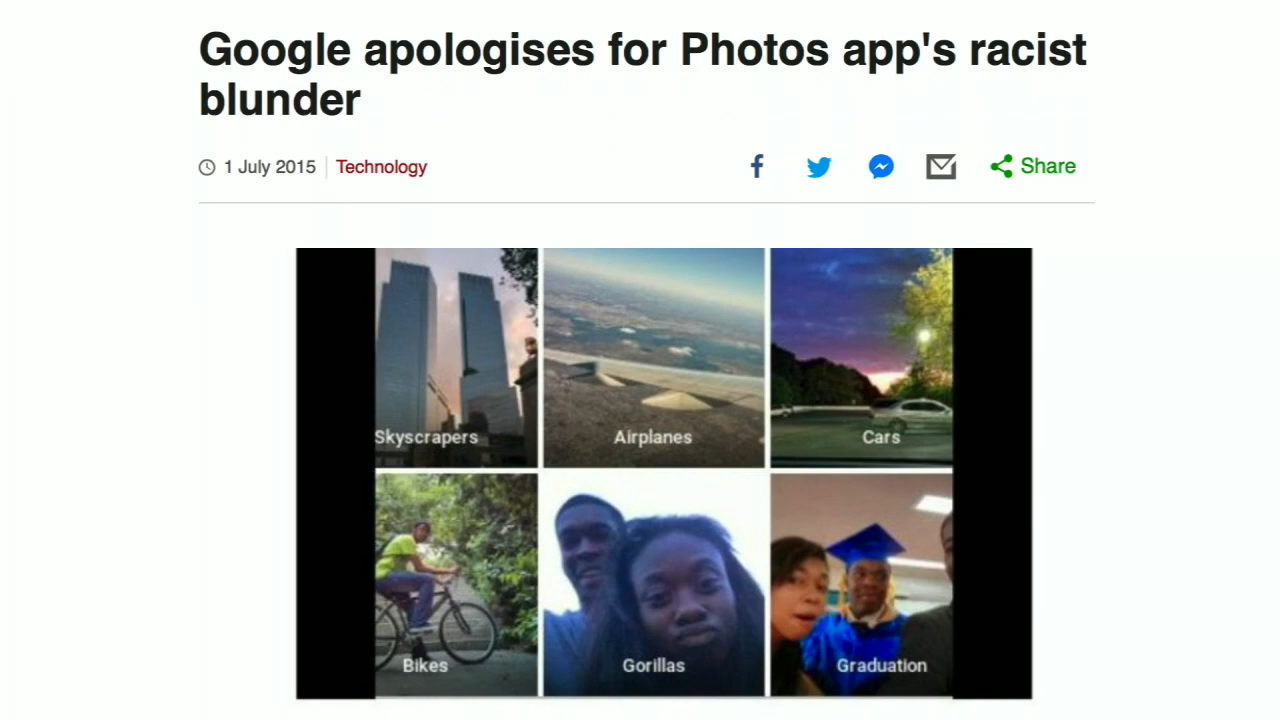 Google apologises for Photos app's racist
blunder
1 July 2015
Technology
Share
Skyscrapers
Airplanes
Cars
Bikes
Gorillas
Graduation